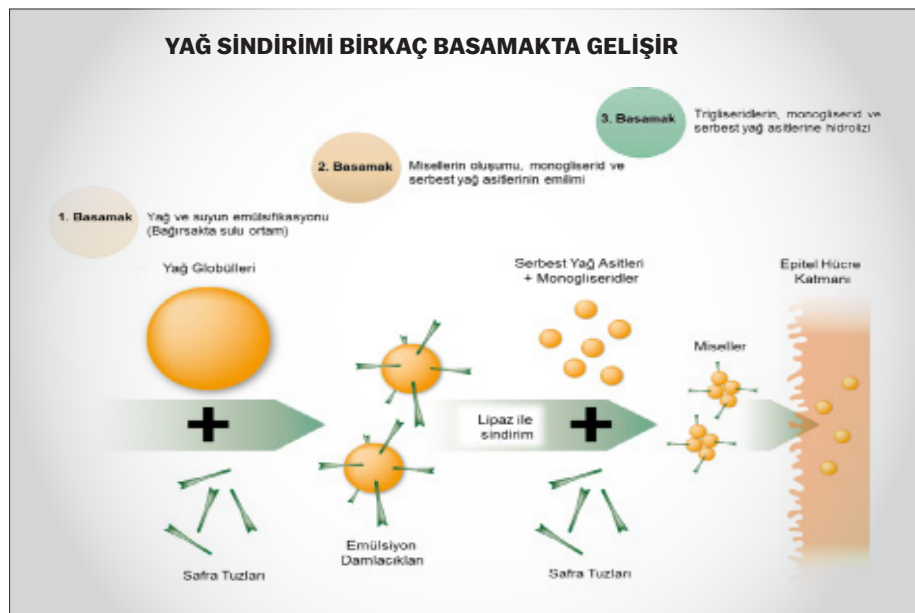 YAĞ SİNDİRİMİ BİRKAÇ BASAMAKTA GELİŞİR
3. Basamak
Trigliseridlerin, monogliserid ve
serbest yağ asitlerine hidrolizi
2. Basamak
Misellerin oluşumu, monogliserid ve
serbest yağ asitlerinin emilimi
1. Basamak
Yağ ve suyun emülsifikasyonu
(Bağırsakta sulu ortam)
Yağ Globülleri
Serbest Yağ Asitleri
+ Monogliseridler
Epitel Hücre
Katmanı
Miseller
+
Lipaz ile
sindirim
+
Emülsiyon
Damlacıkları
Safra Tuzları
Safra Tuzları